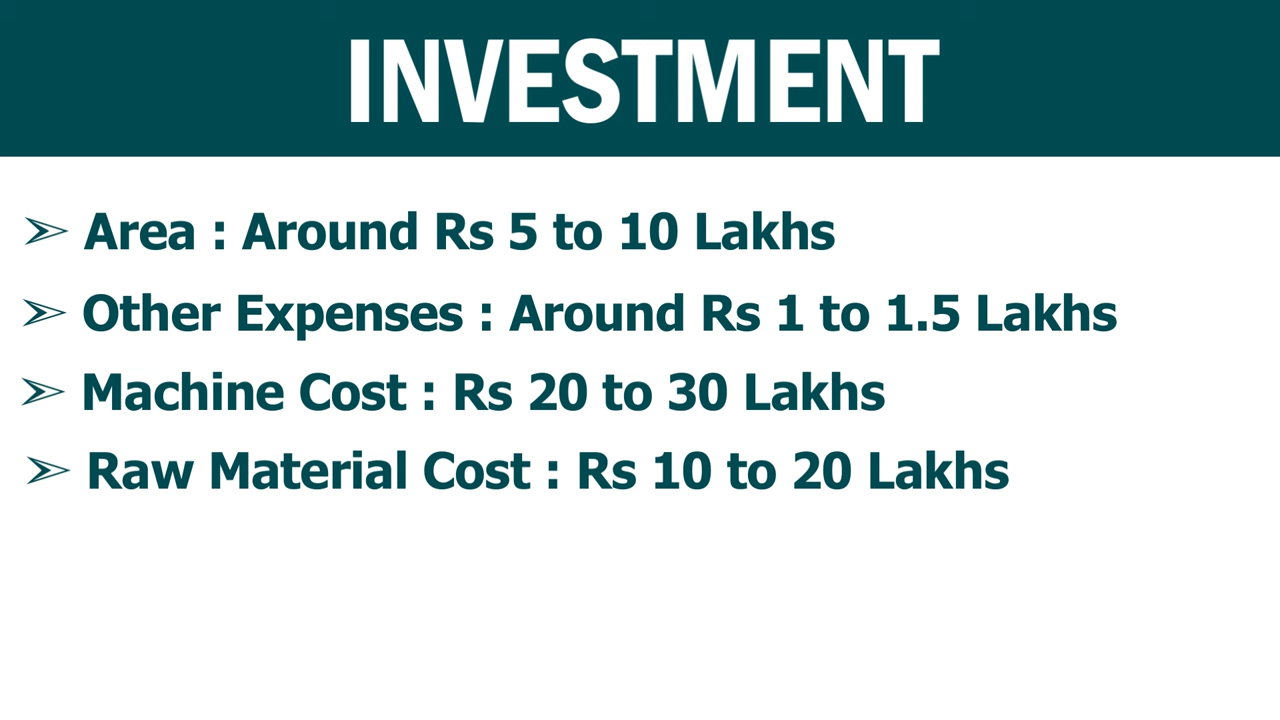 INVESTMENT
➢ Area : Around Rs 5 to 10 Lakhs
➢ Other Expenses : Around Rs 1 to 1.5 Lakhs
➢ Machine Cost : Rs 20 to 30 Lakhs
➢ Raw Material Cost : Rs 10 to 20 Lakhs